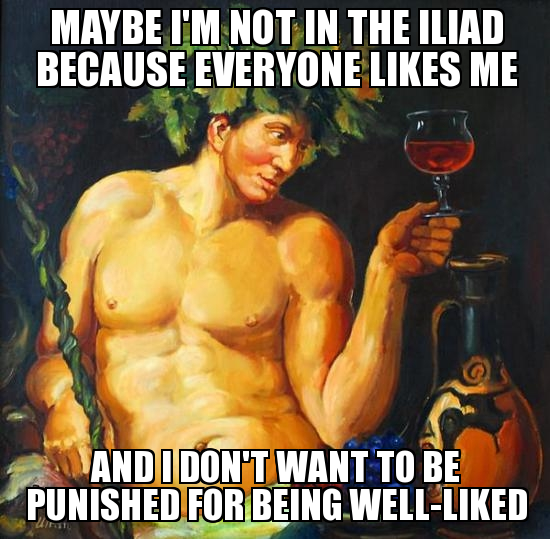 MAYBE I'M NOT IN THE ILIAD
BECAUSE EVERYONE LIKES ME
AND I DON'T WANT TO BE
PUNISHED FOR BEING WELL-LIKED